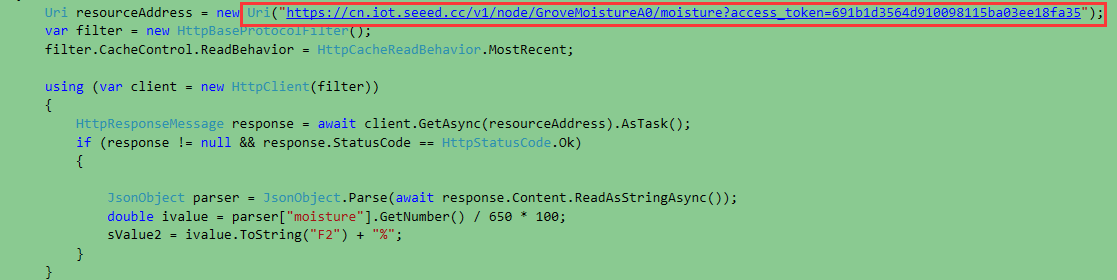 Uri resourceAddress = new Uri("https://cn.iot.seeed.cc/v1/node/GroveMoistureA0/moisture?access_token=691b1d3564d910098115ba03ee18fa35");
var filter = new HttpBaseProtocolFilter();
filter.CacheControl.ReadBehavior = HttpCacheReadBehavior.MostRecent;
using (var client = new HttpClient(filter))
{
HttpResponseMessage response = await client.GetAsync(resourceAddress).AsTask();
if (response != null && response.StatusCode == HttpStatusCode.Ok)
{
JsonObject parser = JsonObject.Parse(await response.Content.ReadAsStringAsync());
double ivalue = parser["moisture"].GetNumber() / 650 * 100;
sValue2 = ivalue.ToString("F2") + "%";
}
}